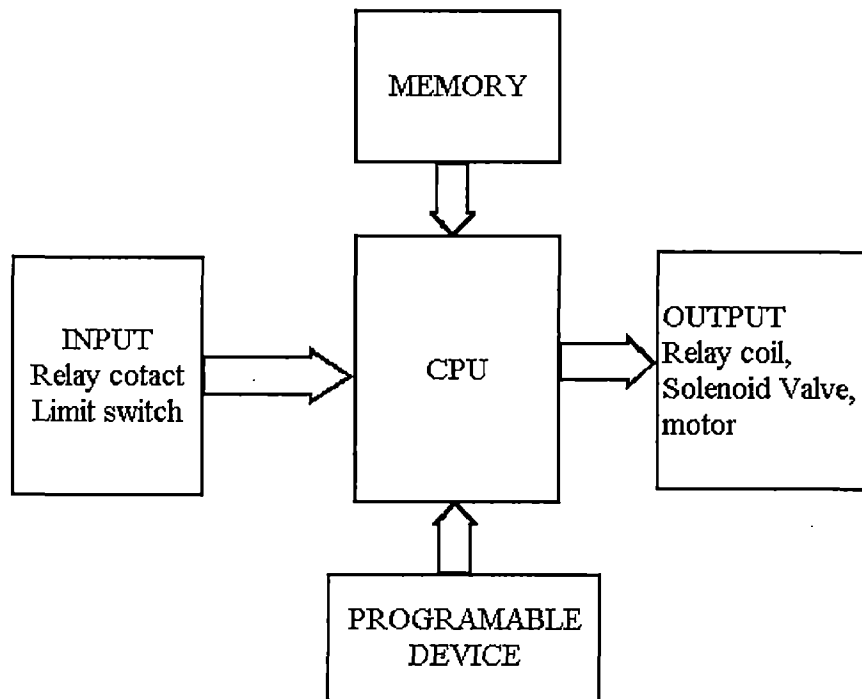 MEMORY
INPUT
Relay cotact
Limit switch
CPU
OUTPUT
Relay coil,
Solenoid Valve,
motor
PROGRAMABLE
DEVICE